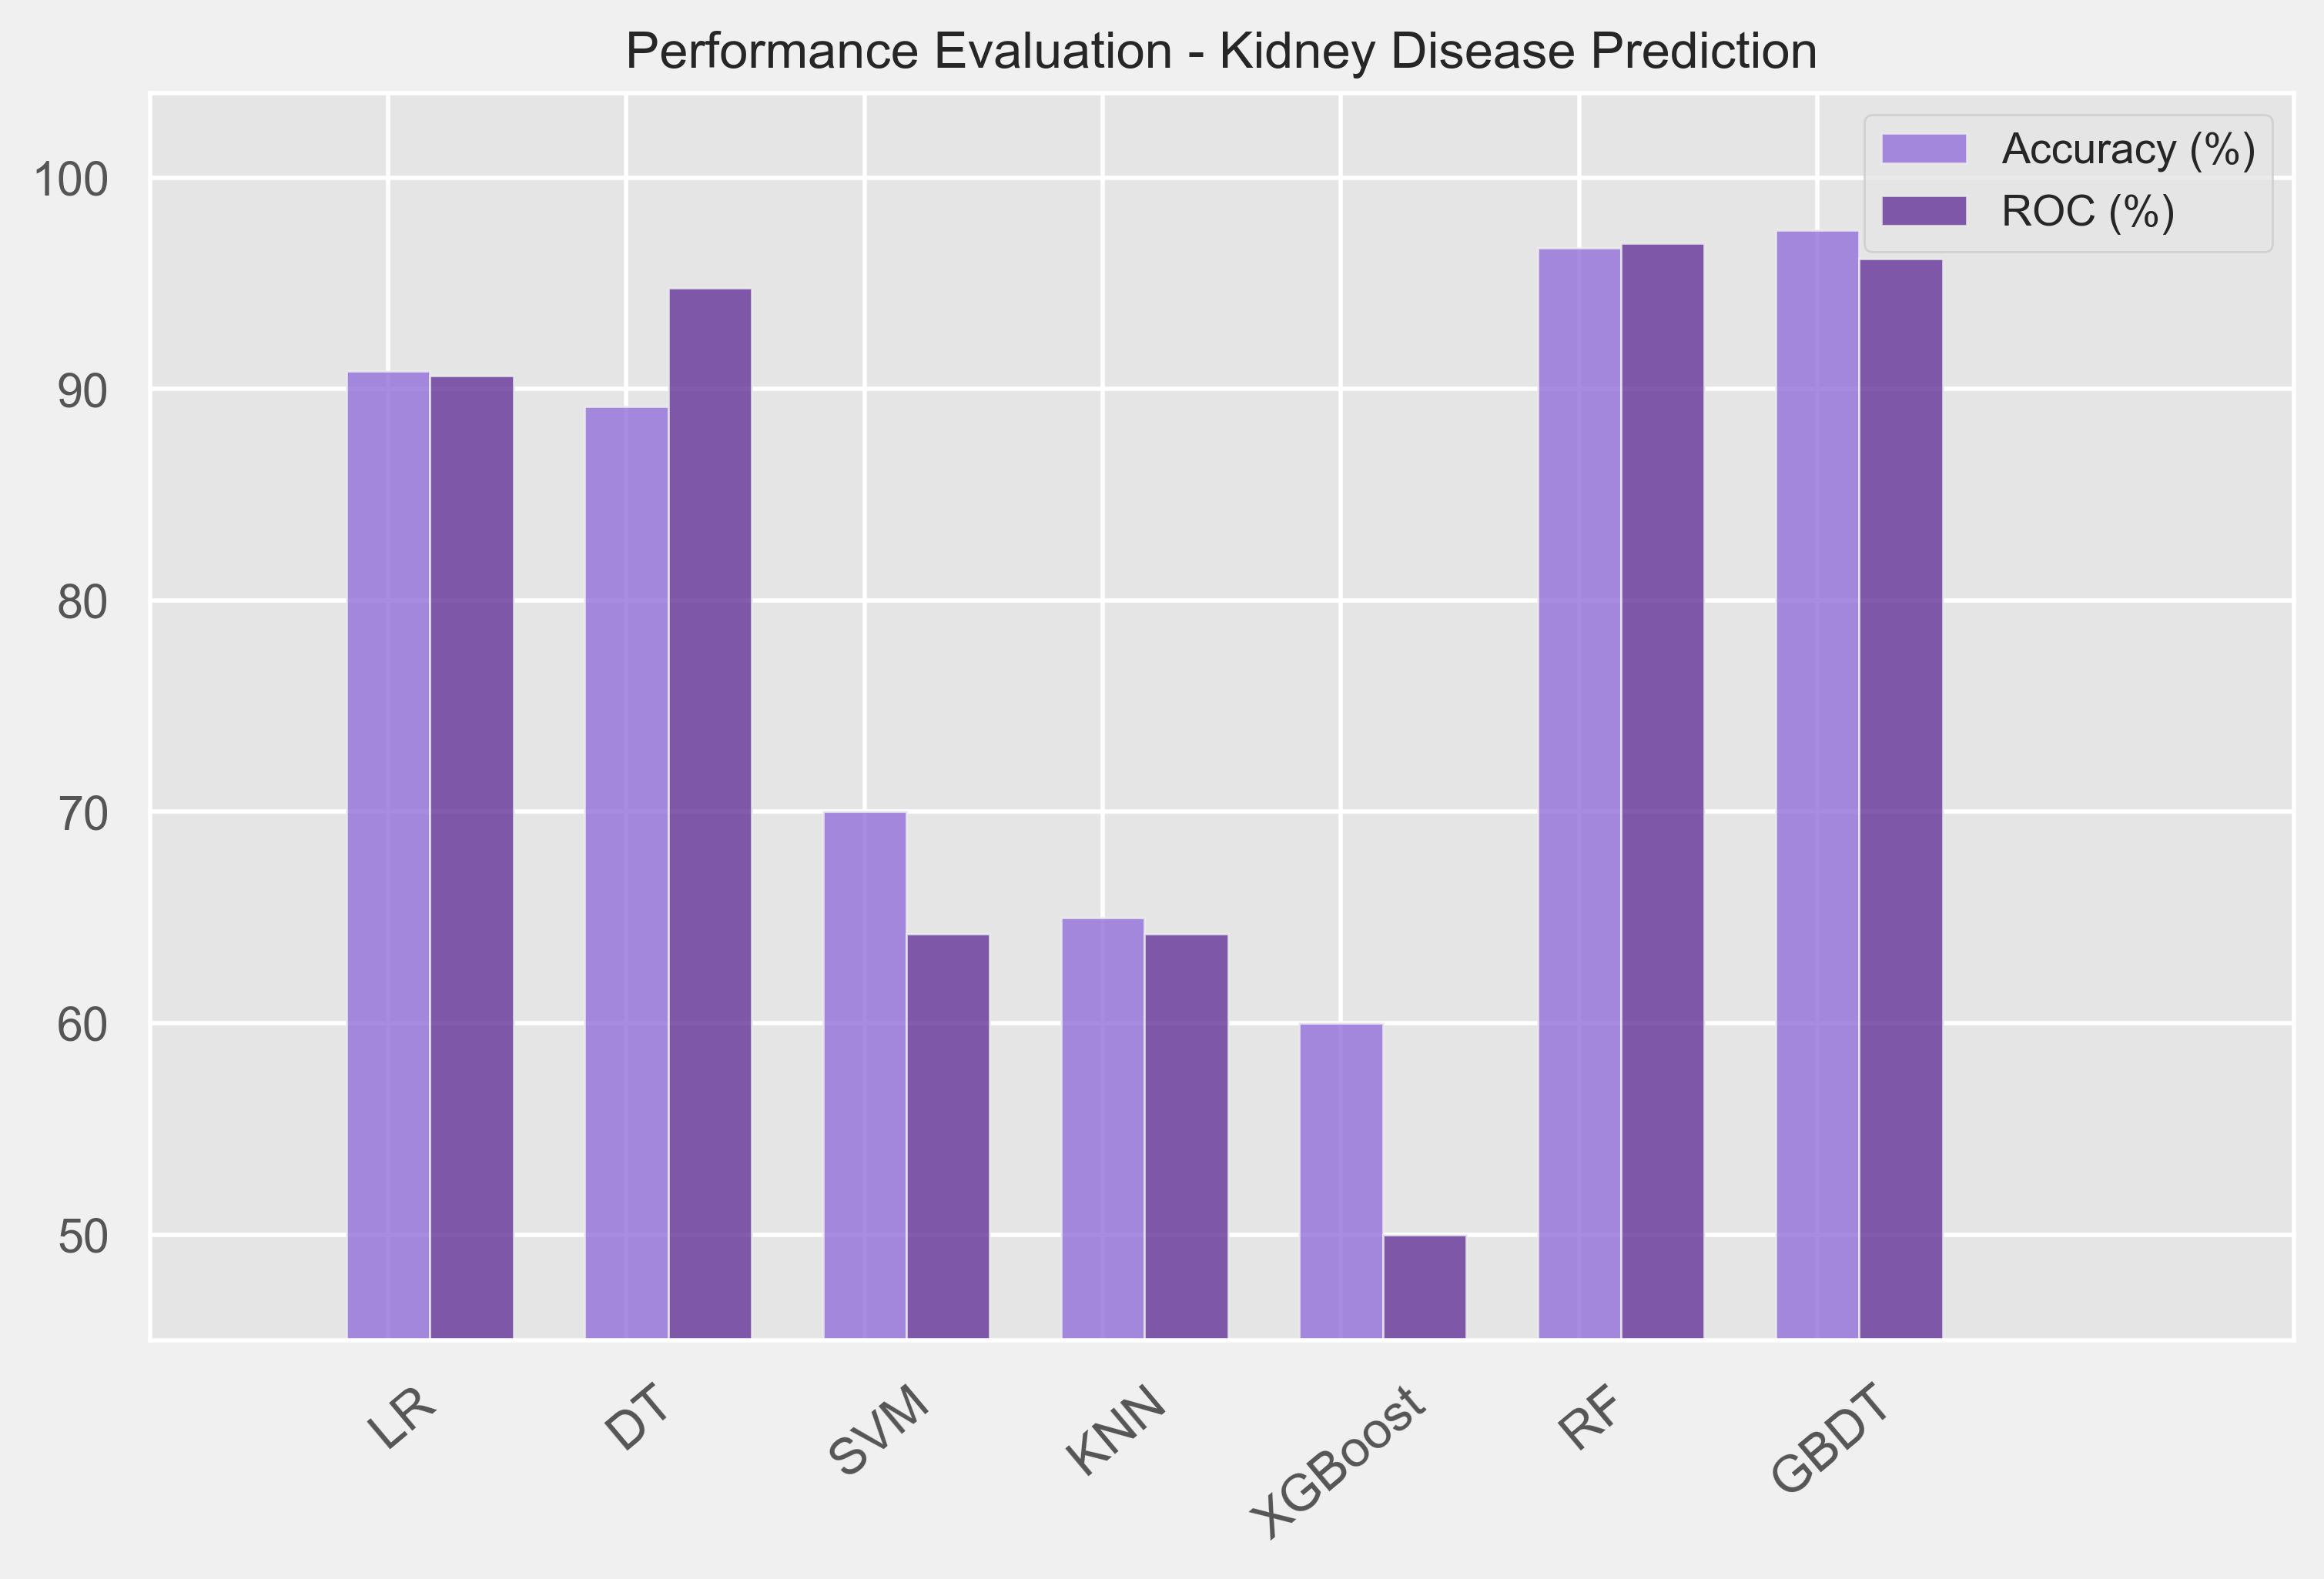 Performance Evaluation - Kidney Disease Prediction
Accuracy (%)
ROC (%)
100
90
80
70
60
50
LR
DT
SVM
KNN
XGBoost
RF
GBDT